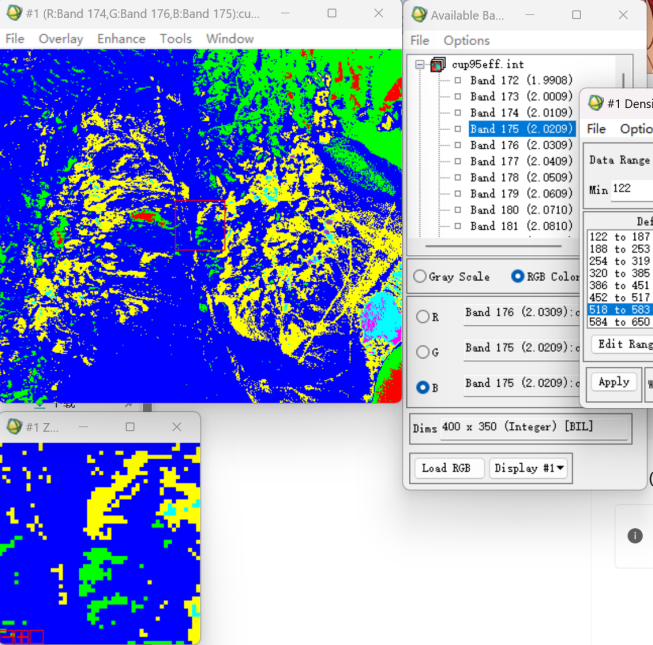 #1 (R:Band 174,G:Band 176,B:Band 175):cu...
File Overlay Enhance Tools Window
Available Ba...
File Options
cup95eff.int
Band 172 (1.9908)
Band 173 (2.0009)
Band 174 (2.0109)
Band 175 (2.0209)
Band 176 (2.0309)
Band 177 (2.0409)
Band 178 (2.0509)
Band 179 (2.0609)
Band 180 (2.0710)
Band 181 (2.0810)
Gray Scale RGB Color
R Band 176 (2.0309):c
G Band 175 (2.0209):c
B Band 175 (2.0209):c
Dims 400 x 350 (Integer) [BIL]
Load RGB Display #1
#1 Densi
File Optio
Data Range
Min 122
Def
122 to 187
188 to 253
254 to 319
320 to 385
386 to 451
452 to 517
518 to 583
584 to 650
Edit Rang
Apply
#1 Z...